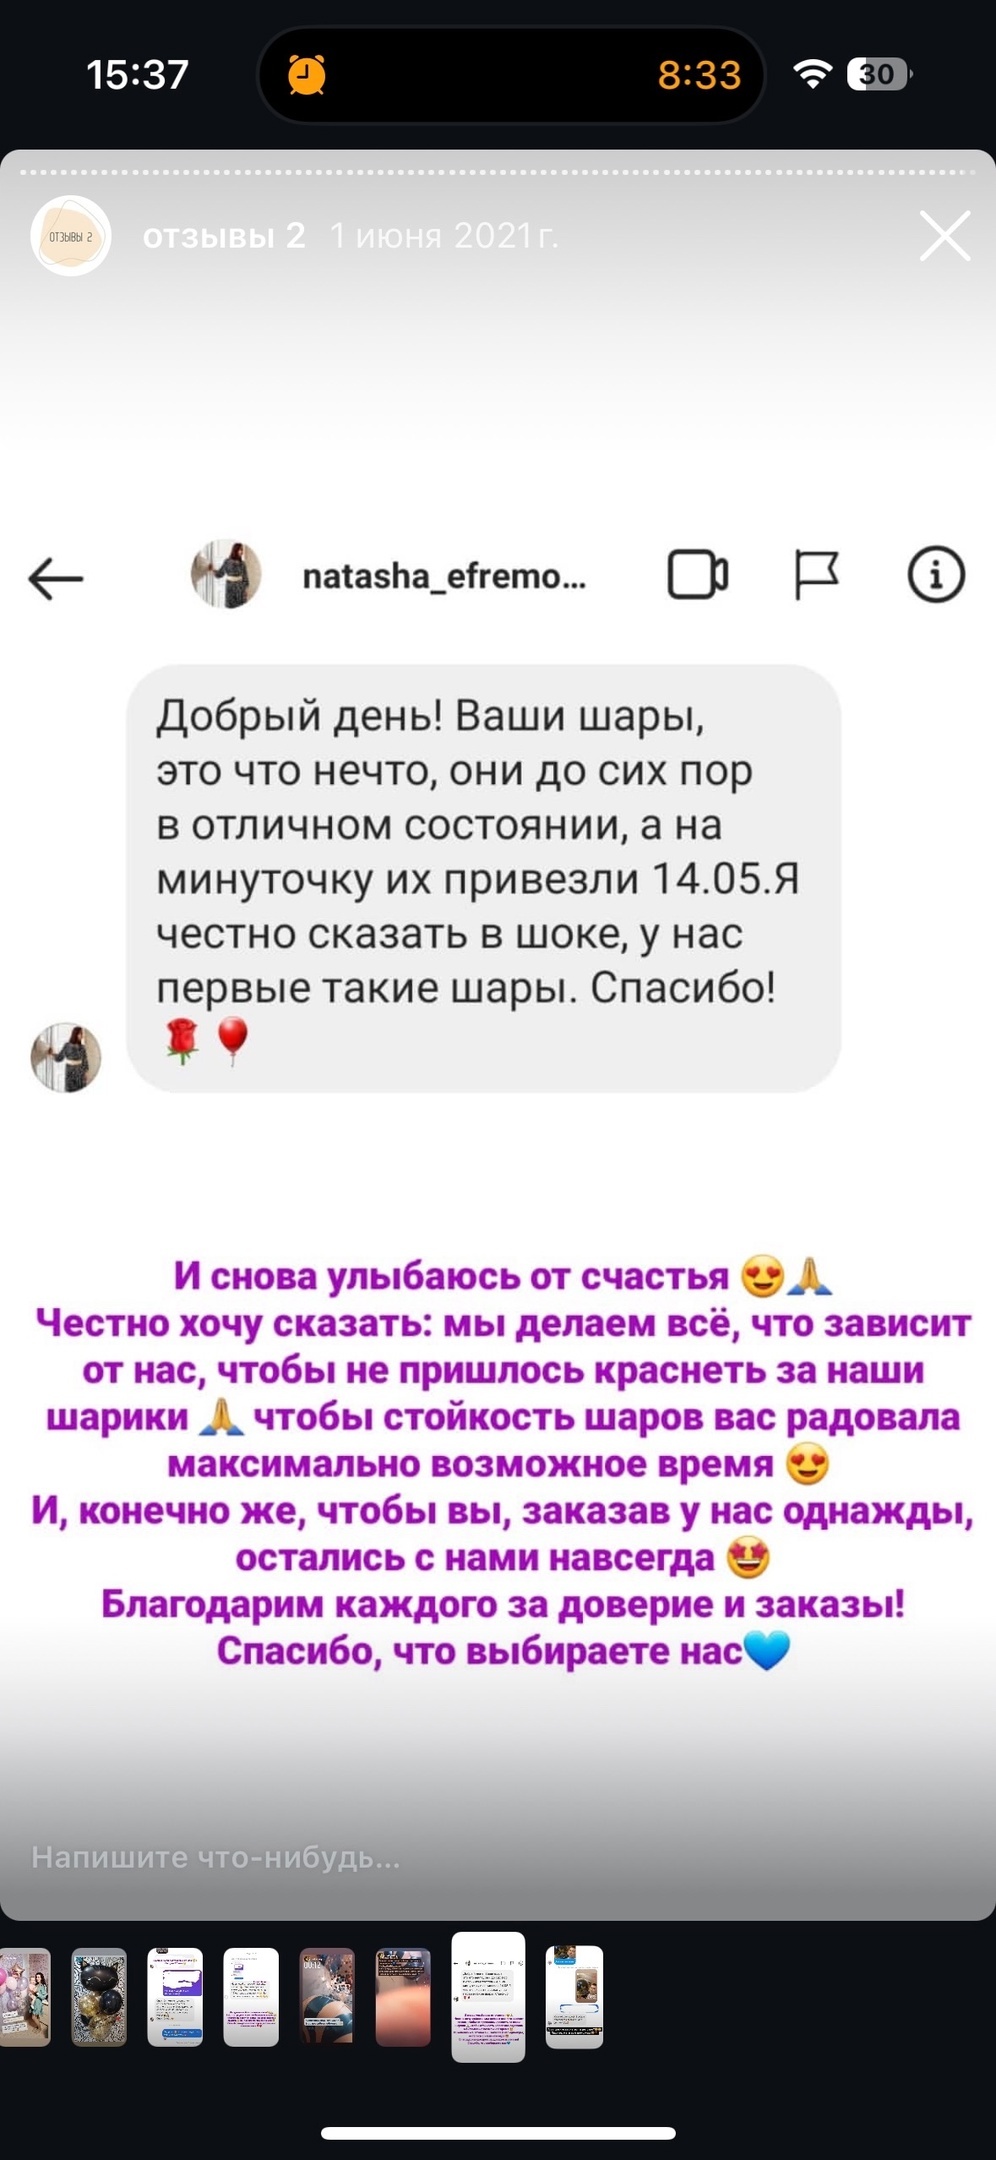 15:37
8:33
30
ОТЗЫВЫ 2
отзывы 2 1 июня 2021 г.
natasha_efremo...
Добрый день! Ваши шары,
это что нечто, они до сих пор
в отличном состоянии, а на
минуточку их привезли 14.05.Я
честно сказать в шоке, у нас
первые такие шары. Спасибо!
🌹🎈
И снова улыбаюсь от счастья 😍🙏
Честно хочу сказать: мы делаем всё, что зависит
от нас, чтобы не пришлось краснеть за наши
шарики 🙏 чтобы стойкость шаров вас радовала
максимально возможное время 😍
И, конечно же, чтобы вы, заказав у нас однажды,
остались с нами навсегда 🤩
Благодарим каждого за доверие и заказы!
Спасибо, что выбираете нас💙
Напишите что-нибудь...
00:12